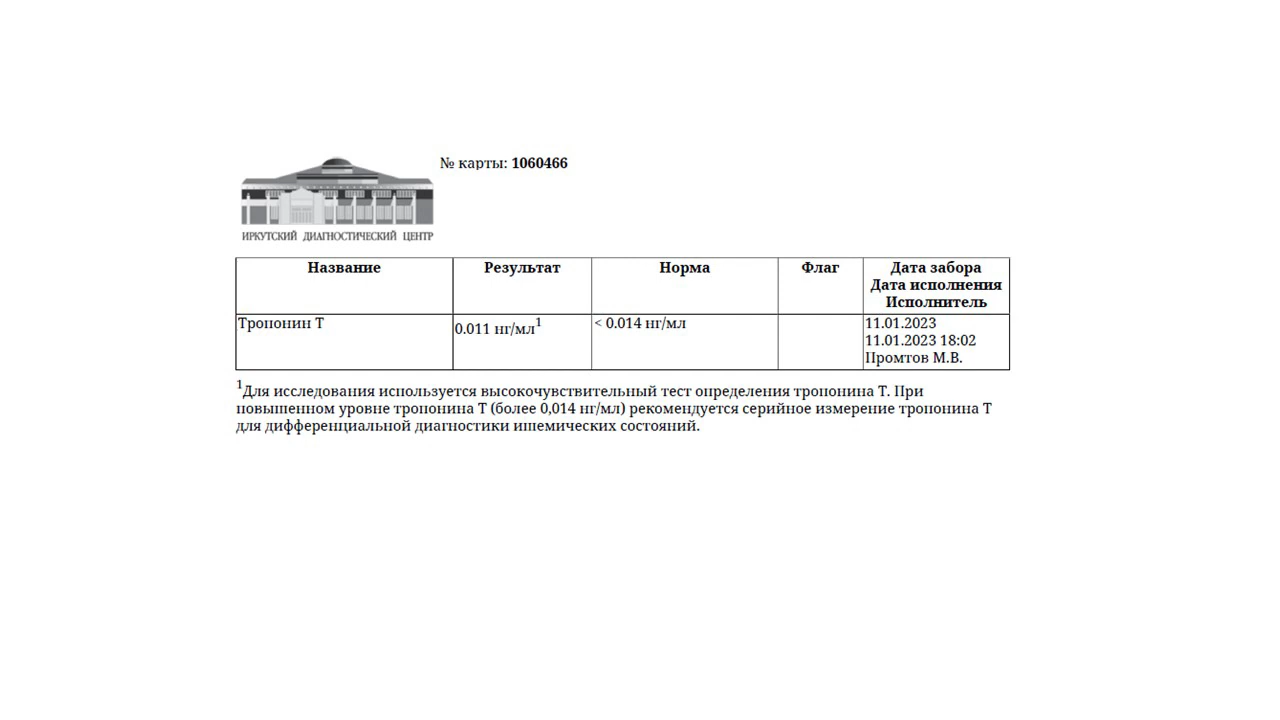 № карты: 1060466
ИРКУТСКИЙ ДИАГНОСТИЧЕСКИЙ ЦЕНТР
Название Результат Норма Флаг Дата забора
Дата исполнения
Исполнитель
Тропонин Т 0.011 нг/мл1 < 0.014 нг/мл 11.01.2023
11.01.2023 18:02
Промтов М.В.
1Для исследования используется высокочувствительный тест определения тропонина Т. При
повышенном уровне тропонина Т (более 0,014 нг/мл) рекомендуется серийное измерение тропонина Т
для дифференциальной диагностики ишемических состояний.